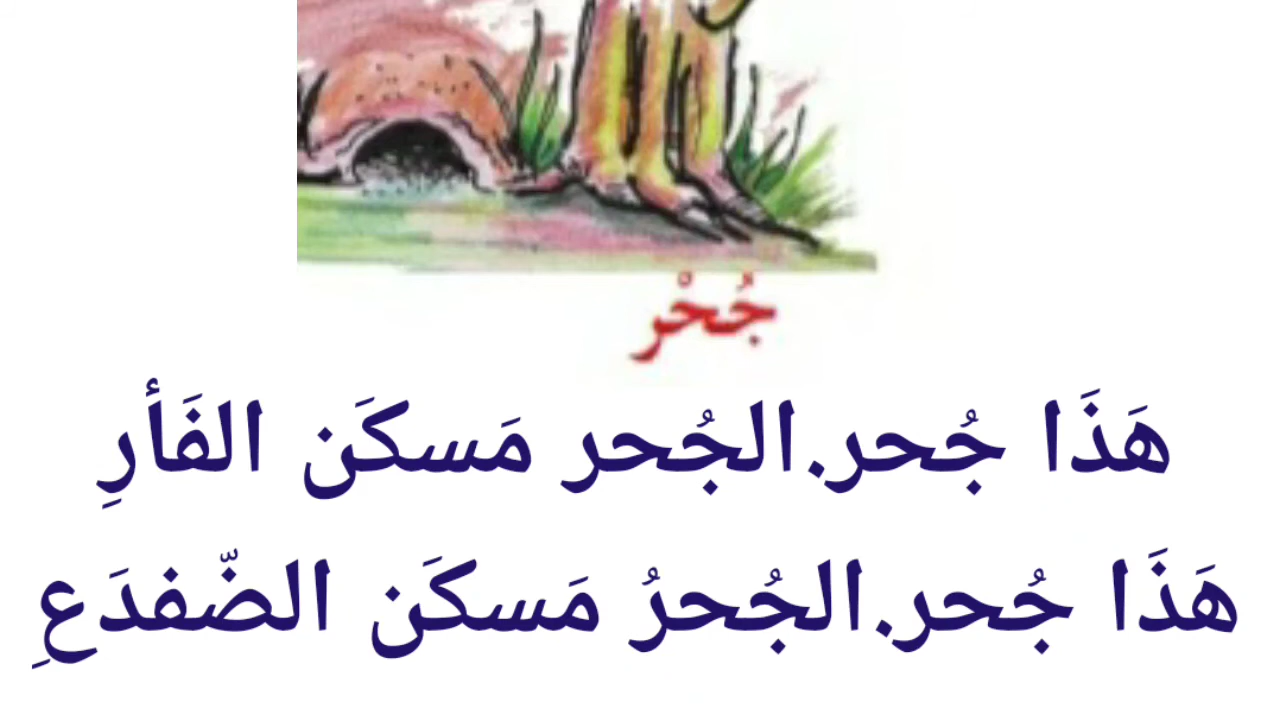 جُحْر
هَذَا جُحر.الجُحر مَسكَن الفَأرِ
هَذَا جُحر.الجُحرُ مَسكَن الضّفدَعِ